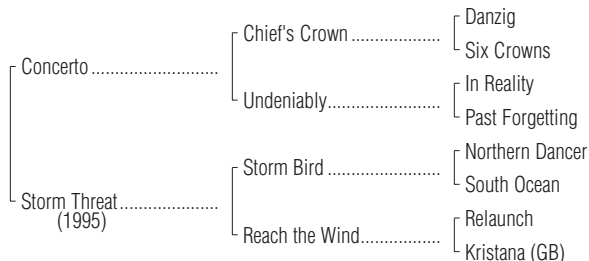 Danzig
Chief's Crown ....................
Six Crowns
Concerto ............................
In Reality
Undeniably.........................
Past Forgetting
Northern Dancer
Storm Bird .........................
South Ocean
Storm Threat......................
(1995)
Relaunch
Reach the Wind..................
Kristana (GB)